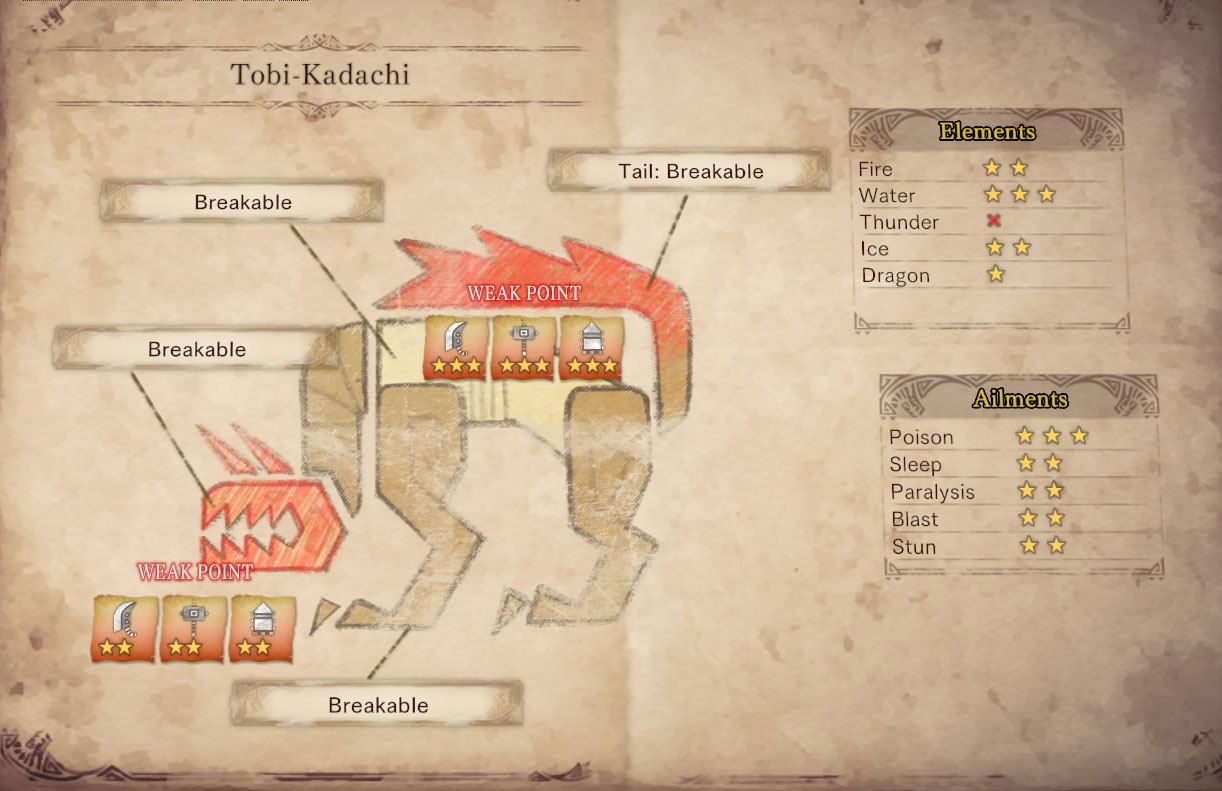 Tobi-Kadachi
Breakable
Tail: Breakable
Breakable
WEAK POINT
WEAK POINT
Breakable
Elements
Fire
Water
Thunder
Ice
Dragon
Ailments
Poison
Sleep
Paralysis
Blast
Stun